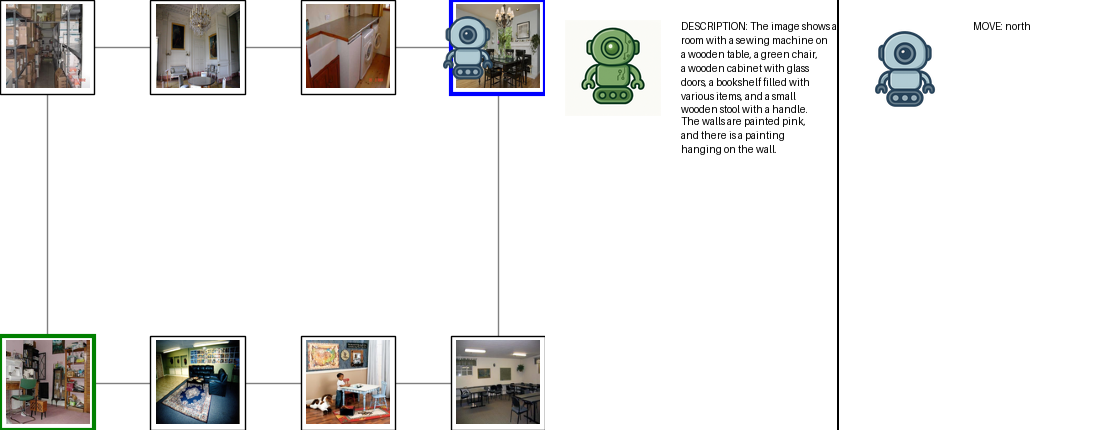 DESCRIPTION: The image shows a
room with a sewing machine on
a wooden table, a green chair,
a wooden cabinet with glass
doors, a bookshelf filled with
various items, and a small
wooden stool with a handle.
The walls are painted pink,
and there is a painting
hanging on the wall.
MOVE: north